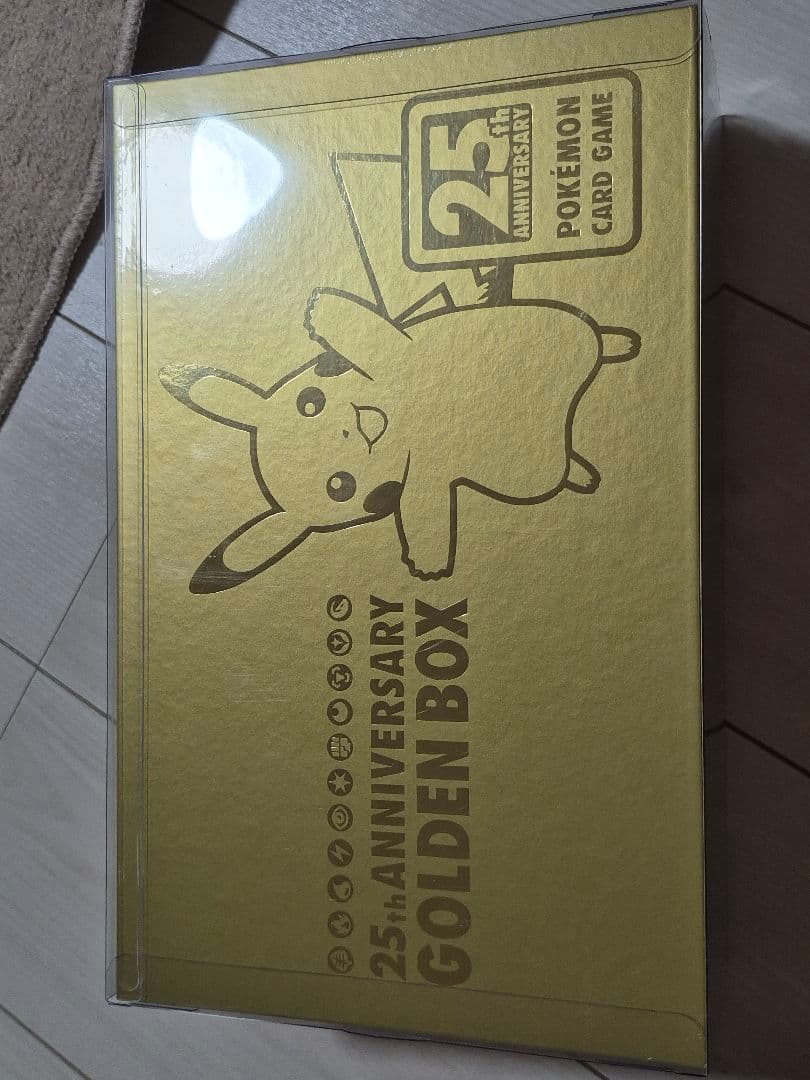 25th ANNIVERSARY
GOLDEN BOX
25th
ANNIVERSARY
POKÉMON
CARD GAME